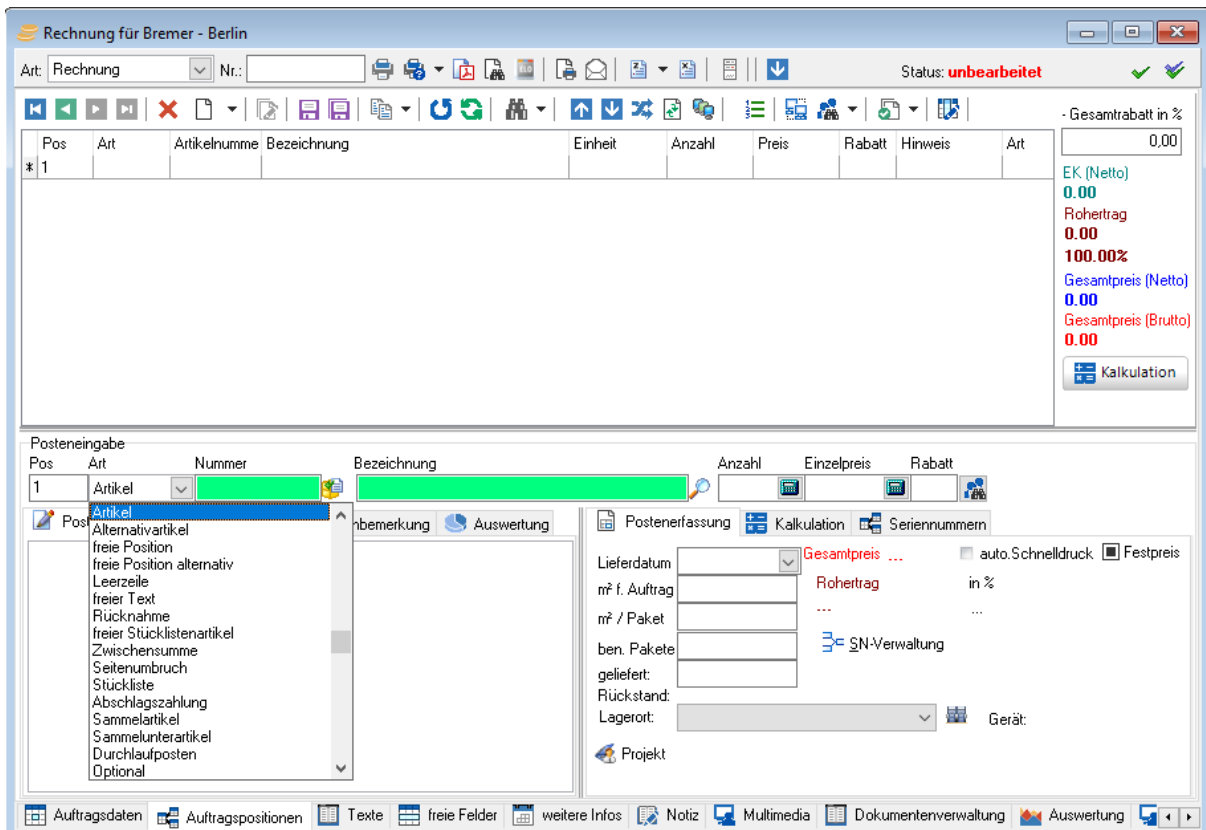 Rechnung für Bremer - Berlin
Art: Rechnung Nr.: Status: unbearbeitet
- Gesamtrabatt in %
0,00
Pos Art Artikelnumme Bezeichnung Einheit Anzahl Preis Rabatt Hinweis Art
* 1
EK (Netto)
0.00
Rohertrag
0.00
100.00%
Gesamtpreis (Netto)
0.00
Gesamtpreis (Brutto)
0.00
Kalkulation
Posteneingabe
Pos Art Nummer Bezeichnung Anzahl Einzelpreis Rabatt
1 Artikel
Artikel
Alternativartikel
freie Position
freie Position alternativ
Leerzeile
freier Text
Rücknahme
freier Stücklistenartikel
Zwischensumme
Seitenumbruch
Stückliste
Abschlagszahlung
Sammelartikel
Sammelunterartikel
Durchlaufposten
Optional
Pos nbemerkung Auswertung
Postenerfassung Kalkulation Seriennummern
Lieferdatum Gesamtpreis ... auto.Schnelldruck Festpreis
m² f. Auftrag Rohertrag in %
m² / Paket --- ...
ben. Pakete SN-Verwaltung
geliefert:
Rückstand:
Lagerort: Gerät:
Projekt
Auftragsdaten Auftragspositionen Texte freie Felder weitere Infos Notiz Multimedia Dokumentenverwaltung Auswertung